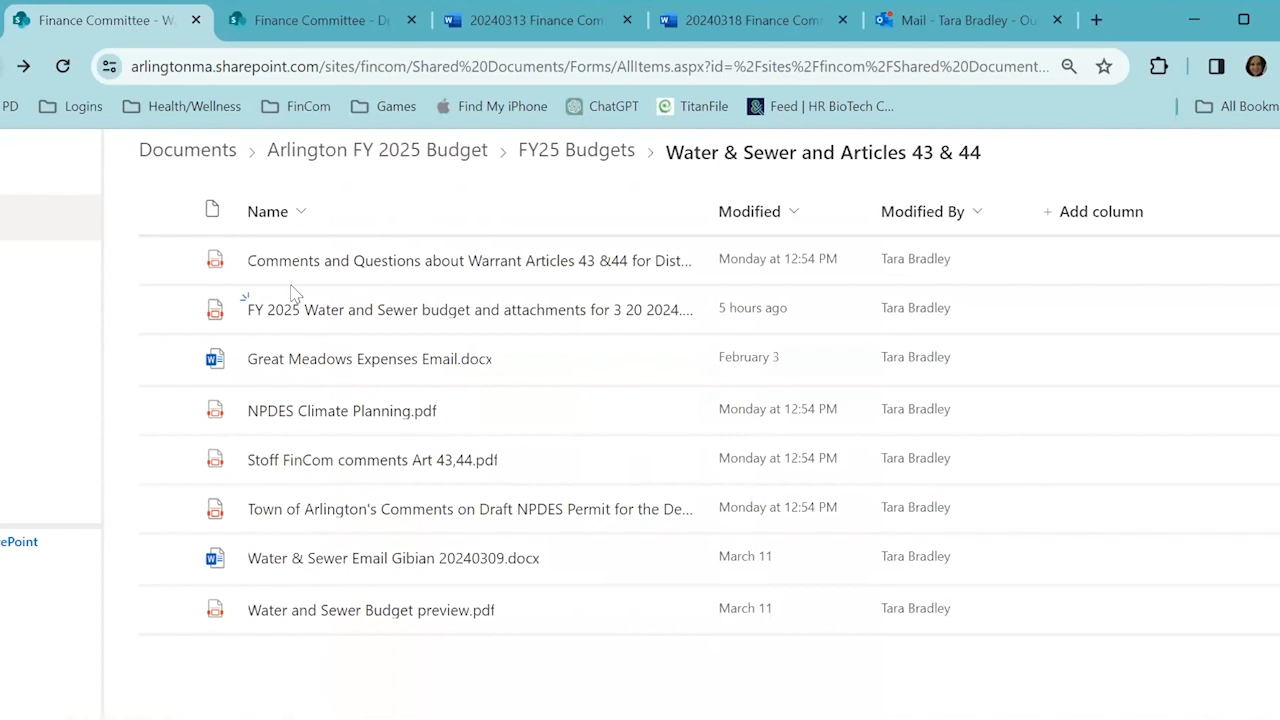 Finance Committee - W
Finance Committee - D
20240313 Finance Com
20240318 Finance Com
Mail - Tara Bradley - Ou
arlingtonma.sharepoint.com/sites/fincom/Shared%20Documents/Forms/AllItems.aspx?id=%2Fsites%2Ffincom%2FShared%20Document...
PD Logins Health/Wellness FinCom Games Find My iPhone ChatGPT TitanFile Feed | HR BioTech C... All Bookm
Documents > Arlington FY 2025 Budget > FY25 Budgets > Water & Sewer and Articles 43 & 44
Name Modified Modified By + Add column
Comments and Questions about Warrant Articles 43 &44 for Dist... Monday at 12:54 PM Tara Bradley
FY 2025 Water and Sewer budget and attachments for 3 20 2024.... 5 hours ago Tara Bradley
Great Meadows Expenses Email.docx February 3 Tara Bradley
NPDES Climate Planning.pdf Monday at 12:54 PM Tara Bradley
Stoff FinCom comments Art 43,44.pdf Monday at 12:54 PM Tara Bradley
Town of Arlington's Comments on Draft NPDES Permit for the De... Monday at 12:54 PM Tara Bradley
ePoint
Water & Sewer Email Gibian 20240309.docx March 11 Tara Bradley
Water and Sewer Budget preview.pdf March 11 Tara Bradley